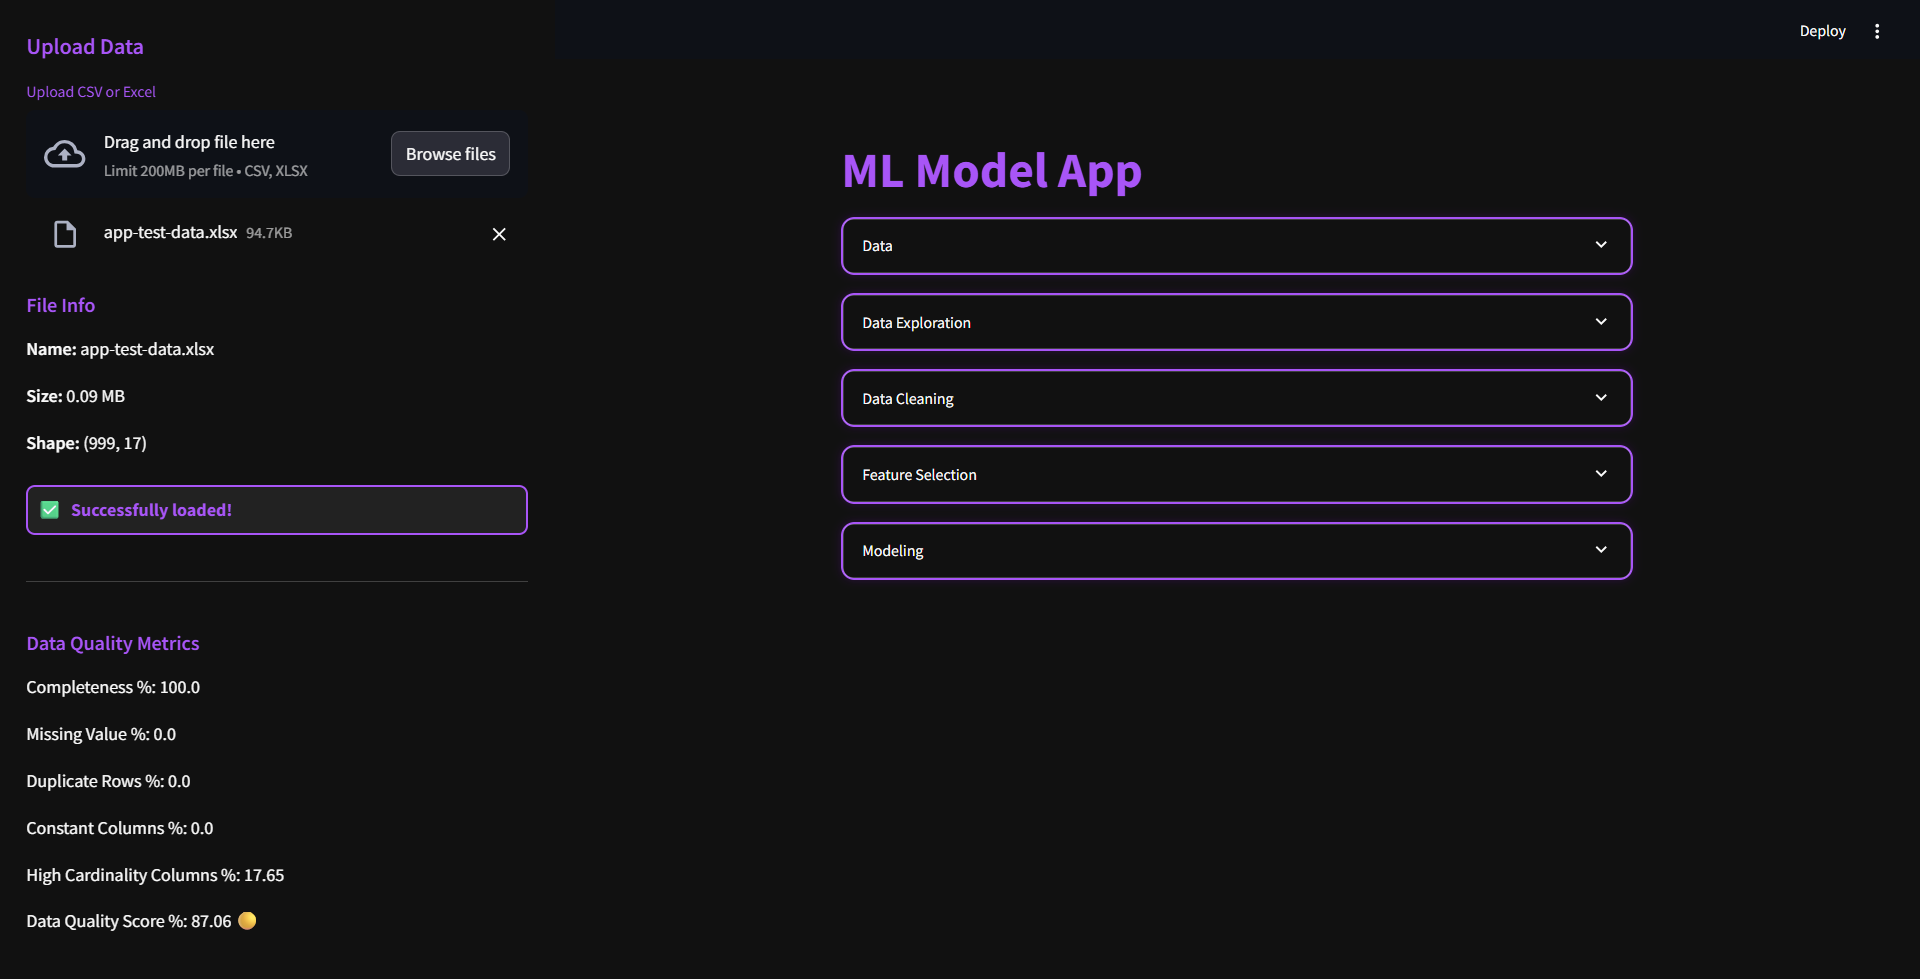 Upload Data
Upload CSV or Excel
Drag and drop file here
Limit 200MB per file • CSV, XLSX
Browse files
app-test-data.xlsx 94.7KB
File Info
Name: app-test-data.xlsx
Size: 0.09 MB
Shape: (999, 17)
Successfully loaded!
Data Quality Metrics
Completeness %: 100.0
Missing Value %: 0.0
Duplicate Rows %: 0.0
Constant Columns %: 0.0
High Cardinality Columns %: 17.65
Data Quality Score %: 87.06
Deploy
ML Model App
Data
Data Exploration
Data Cleaning
Feature Selection
Modeling